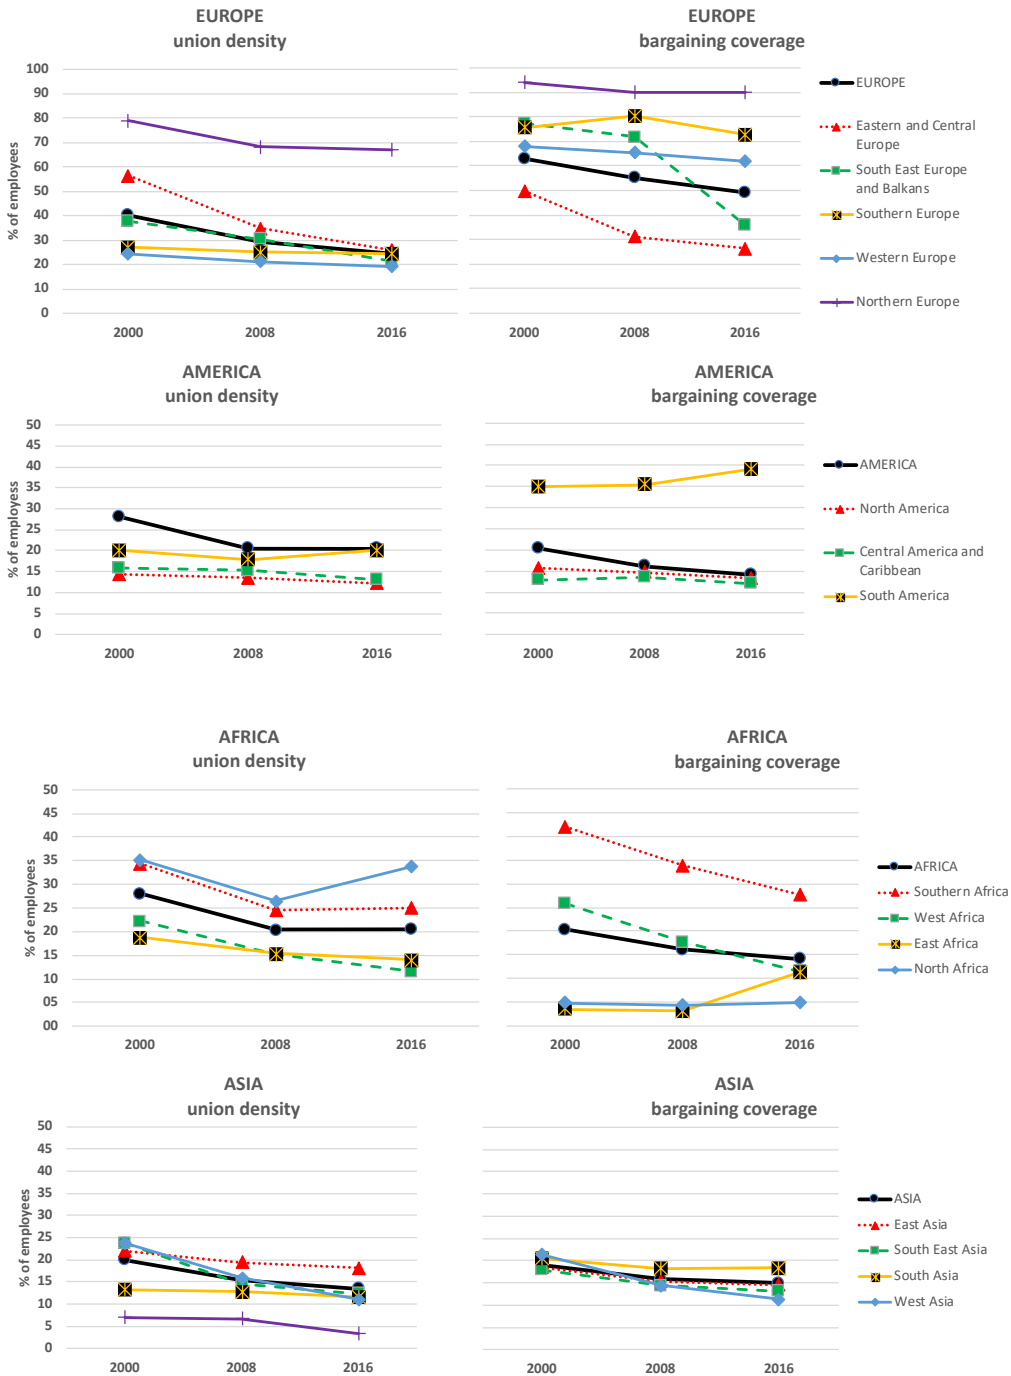 EUROPE
union density
EUROPE
bargaining coverage
% of employees
100
90
80
70
60
50
40
30
20
10
0
2000
2008
2016
2000
2008
2016
EUROPE
Eastern and Central
Europe
South East Europe
and Balkans
Southern Europe
Western Europe
Northern Europe
AMERICA
union density
AMERICA
bargaining coverage
% of employess
50
45
40
35
30
25
20
15
10
5
0
2000
2008
2016
2000
2008
2016
AMERICA
North America
Central America and
Caribbean
South America
AFRICA
union density
AFRICA
bargaining coverage
% of employees
50
45
40
35
30
25
20
15
10
05
00
2000
2008
2016
2000
2008
2016
AFRICA
Southern Africa
West Africa
East Africa
North Africa
ASIA
union density
ASIA
bargaining coverage
% of employees
50
45
40
35
30
25
20
15
10
5
0
2000
2008
2016
2000
2008
2016
ASIA
East Asia
South East Asia
South Asia
West Asia